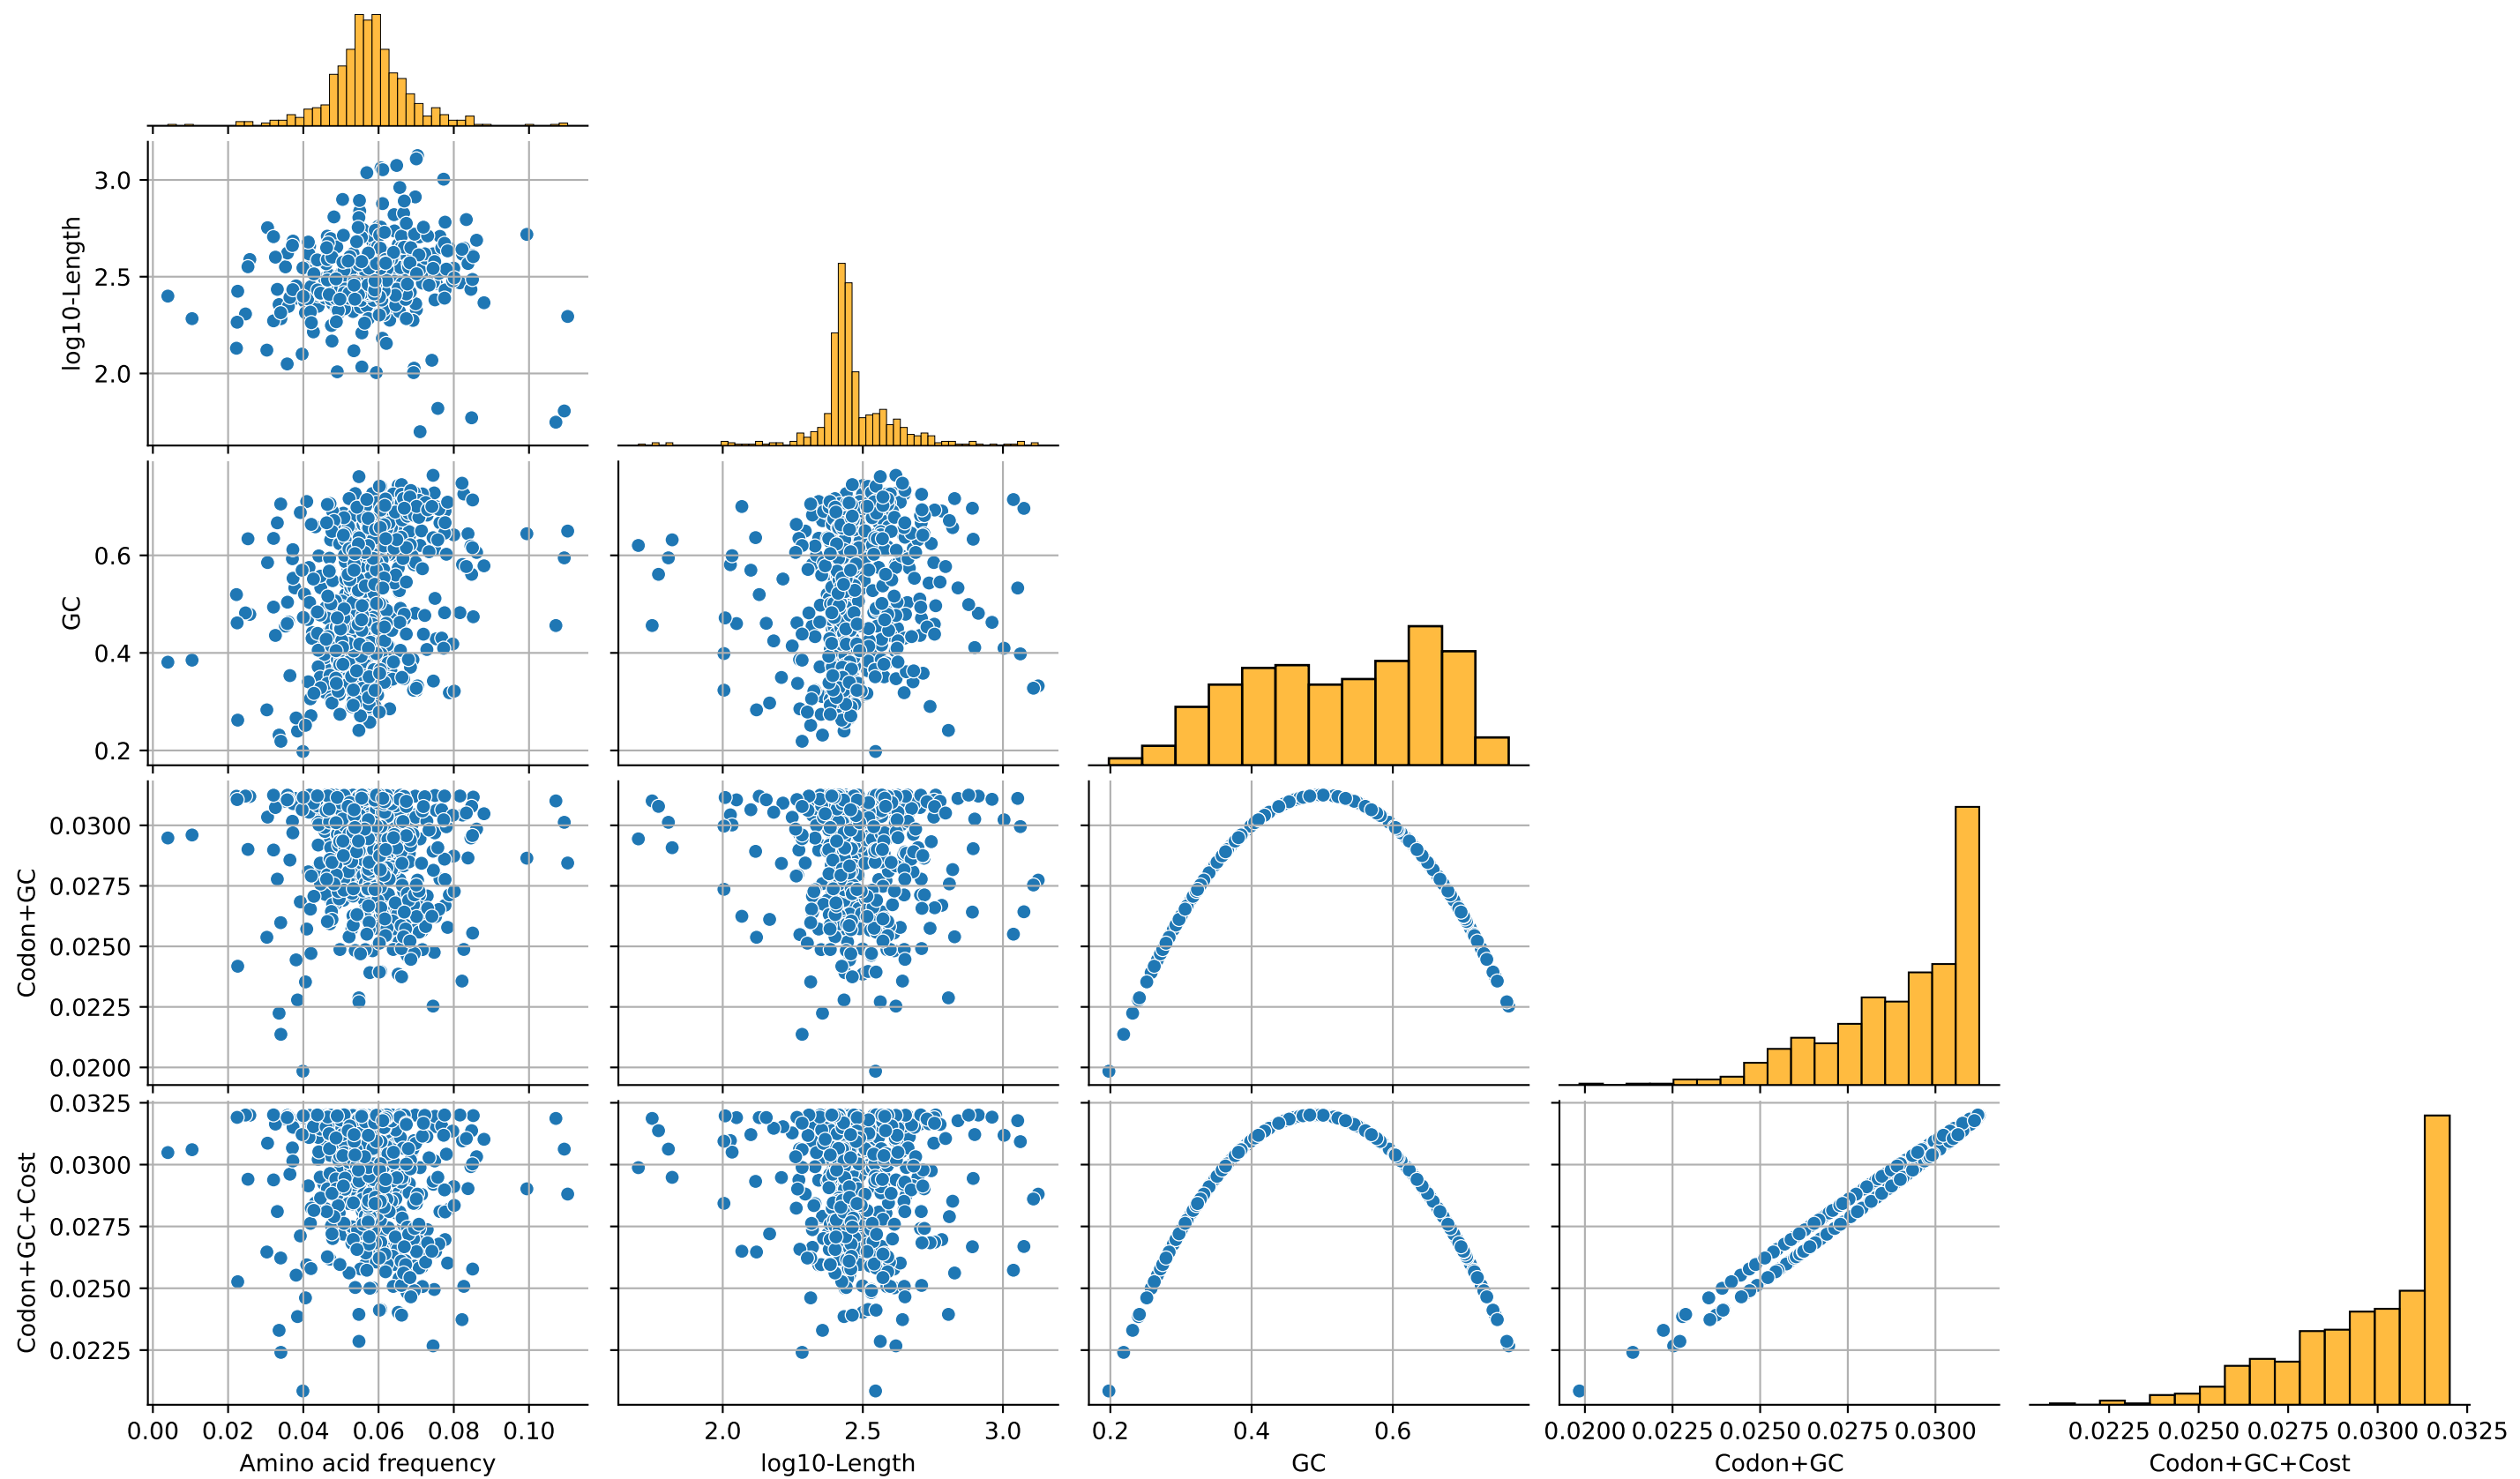 log10-Length
3.0
2.5
2.0
GC
0.6
0.4
0.2
Codon+GC
0.0300
0.0275
0.0250
0.0225
0.0200
Codon+GC+Cost
0.0325
0.0300
0.0275
0.0250
0.0225
0.00 0.02 0.04 0.06 0.08 0.10
Amino acid frequency
2.0 2.5 3.0
log10-Length
0.2 0.4 0.6
GC
0.0200 0.0225 0.0250 0.0275 0.0300
Codon+GC
0.0225 0.0250 0.0275 0.0300 0.0325
Codon+GC+Cost